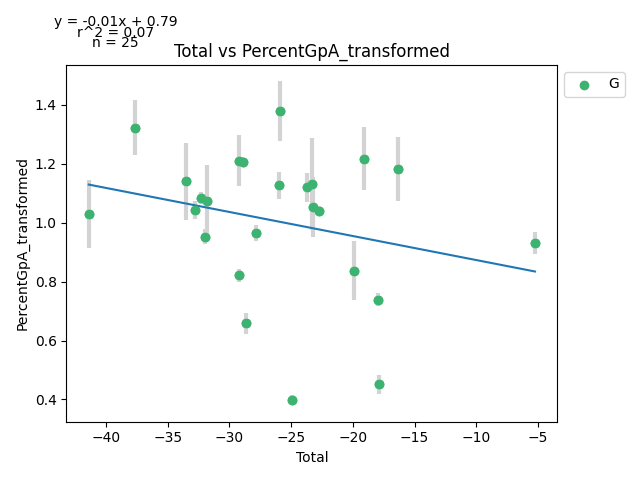 y = -0.01x + 0.79
r^2 = 0.07
n = 25
Total vs PercentGpA_transformed
G
PercentGpA_transformed
1.4
1.2
1.0
0.8
0.6
0.4
−40 −35 −30 −25 −20 −15 −10 −5
Total